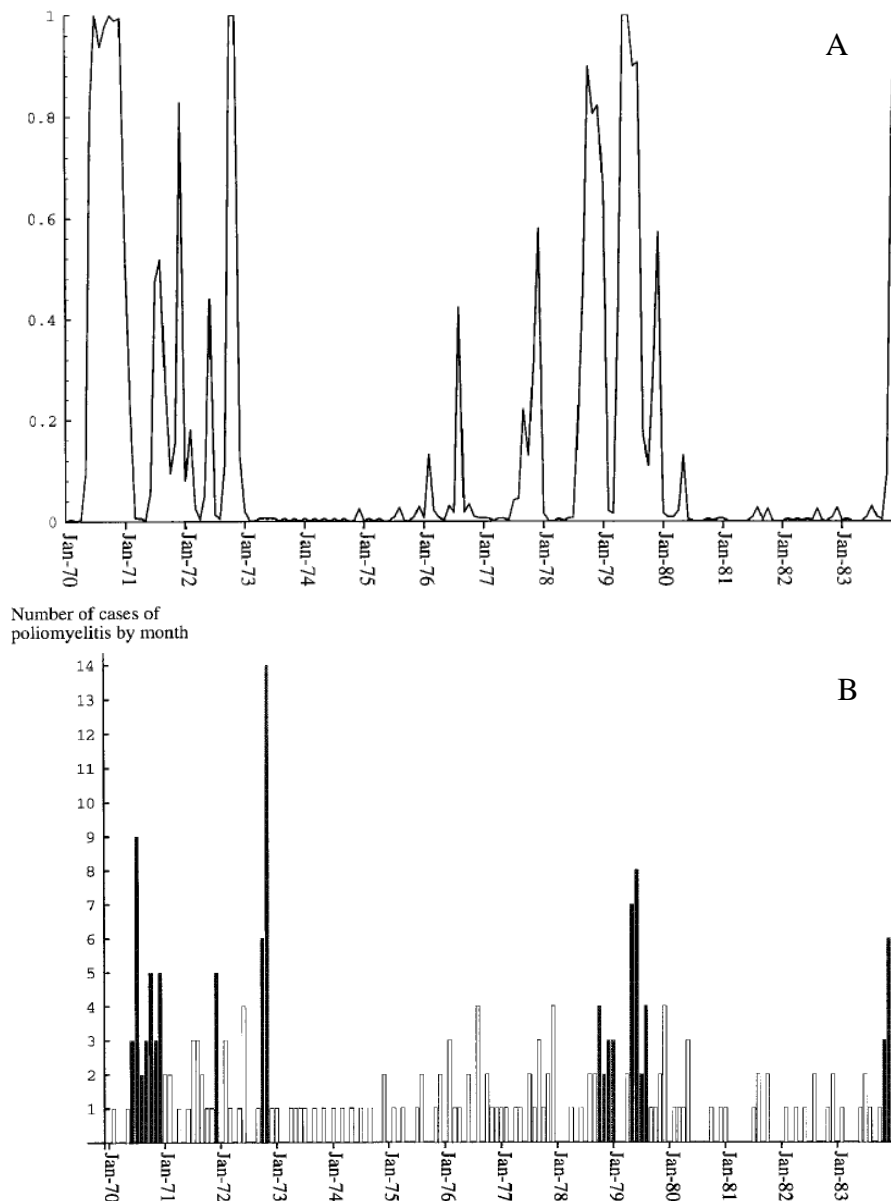 A
1
0.8
0.6
0.4
0.2
0
Jan-70
Jan-71
Jan-72
Jan-73
Jan-74
Jan-75
Jan-76
Jan-77
Jan-78
Jan-79
Jan-80
Jan-81
Jan-82
Jan-83
Number of cases of
poliomyelitis by month
B
14
13
12
11
10
9
8
7
6
5
4
3
2
1
Jan-70
Jan-71
Jan-72
Jan-73
Jan-74
Jan-75
Jan-76
Jan-77
Jan-78
Jan-79
Jan-80
Jan-81
Jan-82
Jan-83